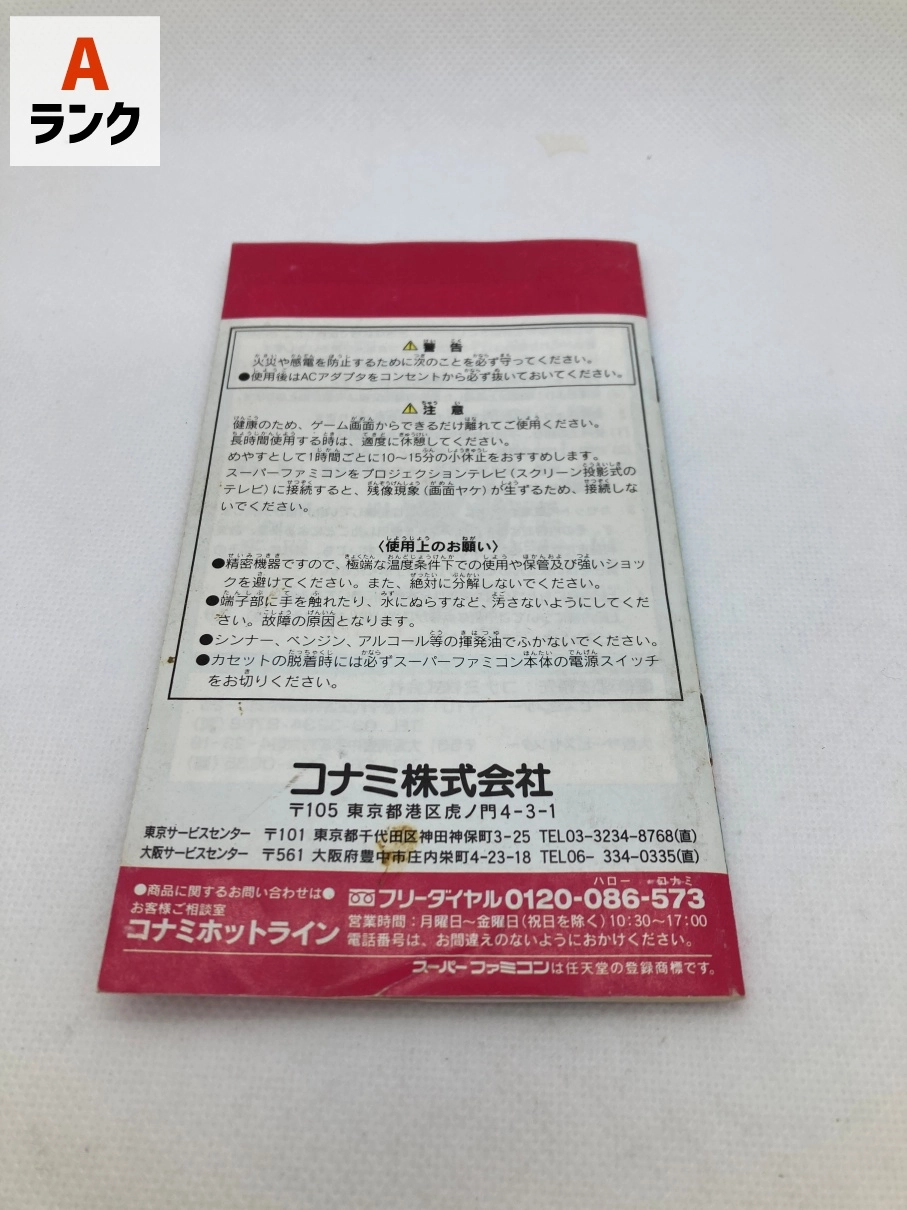 A
ランク
⚠警告
火災や感電を防止するために次のことを必ず守ってください。
●使用後はACアダプタをコンセントから必ず抜いておいてください。
⚠注意
健康のため、ゲーム画面からできるだけ離れてご使用ください。
長時間使用する時は、適度に休憩してください。
めやすとして1時間ごとに10～15分の小休止をおすすめします。
スーパーファミコンをプロジェクションテレビ(スクリーン投影式の
テレビ)に接続すると、残像現象(画面ヤケ)が生ずるため、接続しな
いでください。
〈使用上のお願い〉
●精密機器ですので、極端な温度条件下での使用や保管及び強いショッ
クを避けてください。また、絶対に分解しないでください。
●端子部に手を触れたり、水にぬらすなど、汚さないようにしてくだ
さい。故障の原因となります。
●シンナー、ベンジン、アルコール等の揮発油でふかないでください。
●カセットの脱着時には必ずスーパーファミコン本体の電源スイッチ
をお切りください。
コナミ株式会社
〒105 東京都港区虎ノ門4-3-1
東京サービスセンター 〒101 東京都千代田区神田神保町3-25 TEL03-3234-8768(直)
大阪サービスセンター 〒561 大阪府豊中市庄内栄町4-23-18 TEL06- 334-0335(直)
●商品に関するお問い合わせは●
お客様ご相談室
コナミホットライン
ハロー コナミ
フリーダイヤル0120-086-573
営業時間：月曜日～金曜日(祝日を除く)10:30～17:00
電話番号は、お間違えのないようにおかけください。
スーパーファミコンは任天堂の登録商標です。